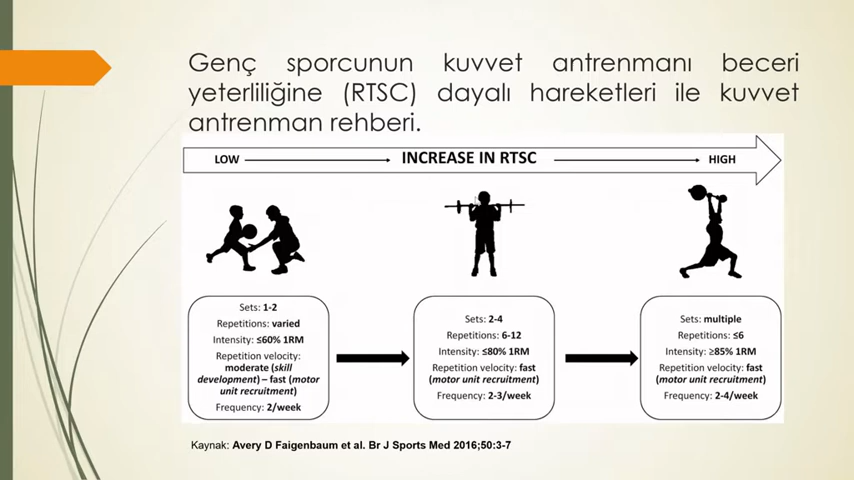 Genç sporcunun kuvvet antrenmanı beceri
yeterliliğine (RTSC) dayalı hareketleri ile kuvvet
antrenman rehberi.
LOW INCREASE IN RTSC HIGH
Sets: 1-2
Repetitions: varied
Intensity: ≤60% 1RM
Repetition velocity:
moderate (skill
development) – fast (motor
unit recruitment)
Frequency: 2/week
Sets: 2-4
Repetitions: 6-12
Intensity: ≤80% 1RM
Repetition velocity: fast
(motor unit recruitment)
Frequency: 2-3/week
Sets: multiple
Repetitions: ≤6
Intensity: ≥85% 1RM
Repetition velocity: fast
(motor unit recruitment)
Frequency: 2-4/week
Kaynak: Avery D Faigenbaum et al. Br J Sports Med 2016;50:3-7